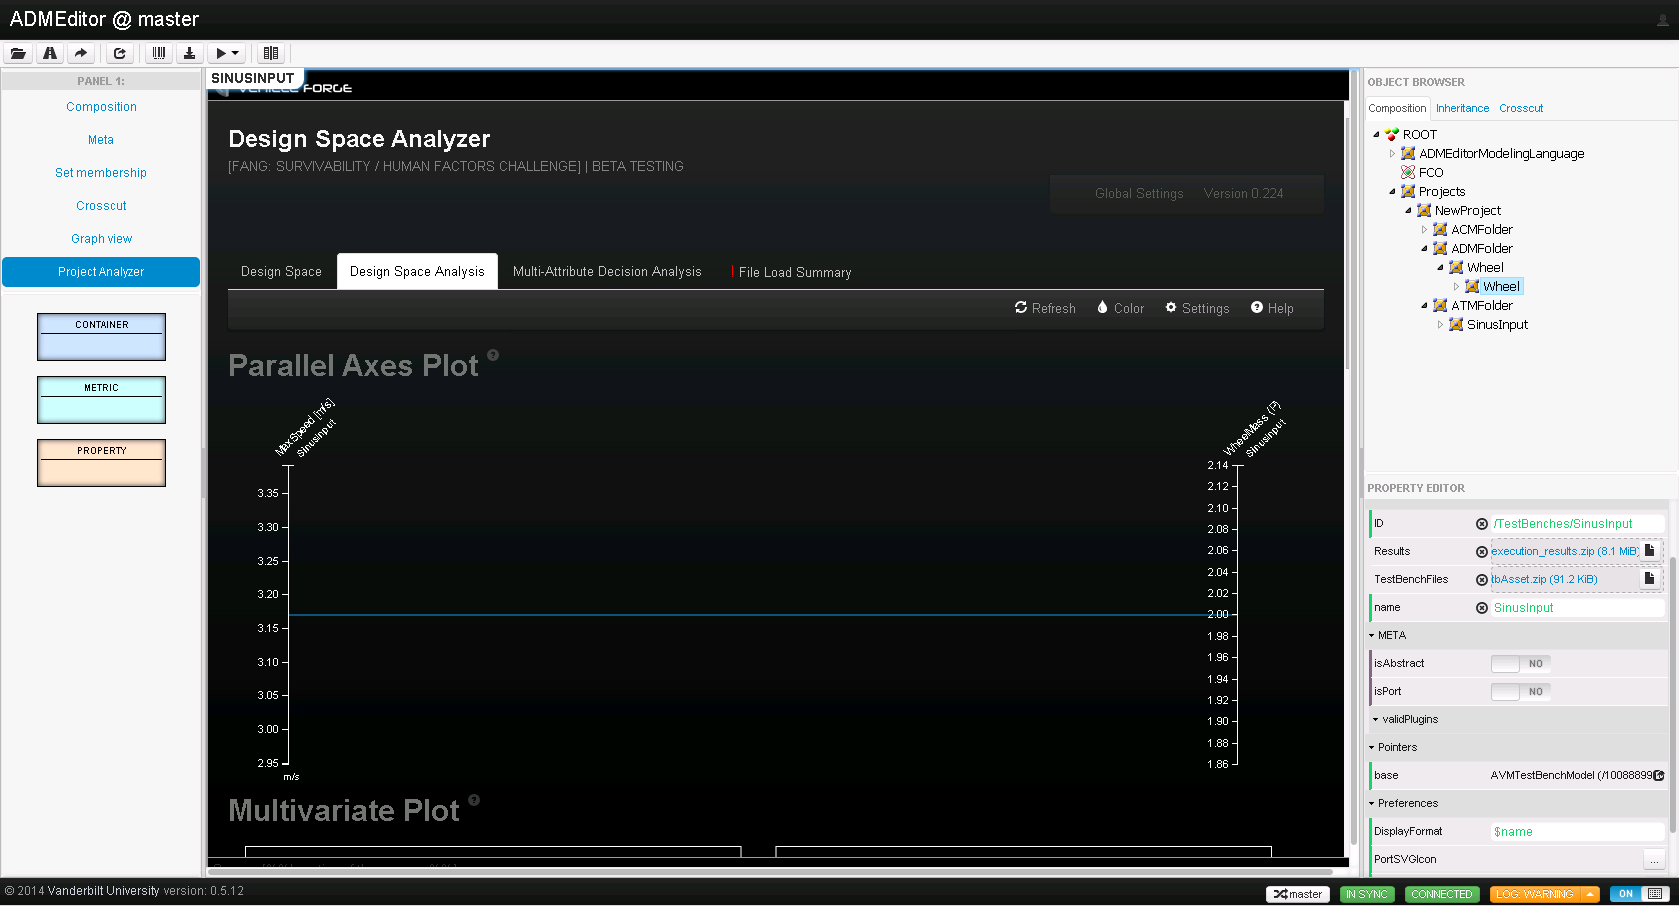 ADMEditor @ master
PANEL 1:
Composition
Meta
Set membership
Crosscut
Graph view
Project Analyzer
CONTAINER
METRIC
PROPERTY
SINUSINPUT
VEHICLE FORGE
Design Space Analyzer
[FANG: SURVIVABILITY / HUMAN FACTORS CHALLENGE] | BETA TESTING
Global Settings Version 0.224
Design Space Design Space Analysis Multi-Attribute Decision Analysis ! File Load Summary
Refresh Color Settings Help
Parallel Axes Plot
MaxSpeed [m/s]
SinusInput
3.35
3.30
3.25
3.20
3.15
3.10
3.05
3.00
2.95
m/s
WheelMass (?)
SinusInput
2.14
2.12
2.10
2.08
2.06
2.04
2.02
2.00
1.98
1.96
1.94
1.92
1.90
1.88
1.86
Multivariate Plot
OBJECT BROWSER
Composition Inheritance Crosscut
ROOT
ADMEditorModelingLanguage
FCO
Projects
NewProject
ACMFolder
ADMFolder
Wheel
Wheel
ATMFolder
SinusInput
PROPERTY EDITOR
ID /TestBenches/SinusInput
Results execution_results.zip (8.1 MiB)
TestBenchFiles tbAsset.zip (91.2 KiB)
name SinusInput
META
isAbstract NO
isPort NO
validPlugins
Pointers
base AVMTestBenchModel (/10088899
Preferences
DisplayFormat $name
PortSVGIcon ...
© 2014 Vanderbilt University version: 0.5.12
master IN SYNC CONNECTED LOG: WARNING ON